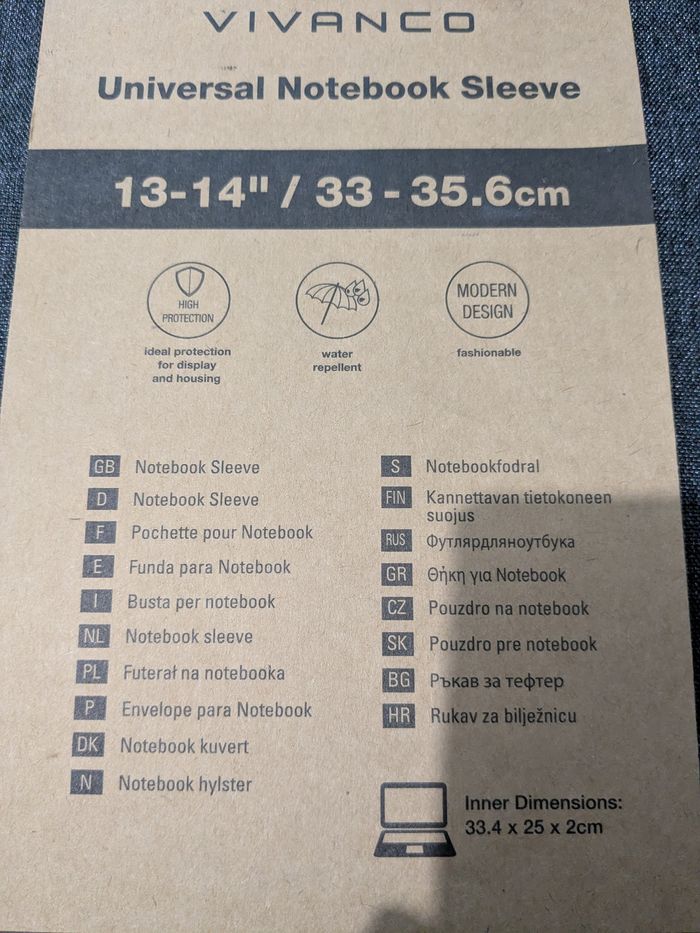 VIVANCO
Universal Notebook Sleeve
13-14" / 33 - 35.6cm
HIGH
PROTECTION
MODERN
DESIGN
ideal protection
for display
and housing
water
repellent
fashionable
GB Notebook Sleeve
D Notebook Sleeve
F Pochette pour Notebook
E Funda para Notebook
I Busta per notebook
NL Notebook sleeve
PL Futerał na notebooka
P Envelope para Notebook
DK Notebook kuvert
N Notebook hylster
S Notebookfodral
FIN Kannettavan tietokoneen
suojus
RUS Футлярдляноутбука
GR Θήκη για Notebook
CZ Pouzdro na notebook
SK Pouzdro pre notebook
BG Ръкав за тефтер
HR Rukav za bilježnicu
Inner Dimensions:
33.4 x 25 x 2cm